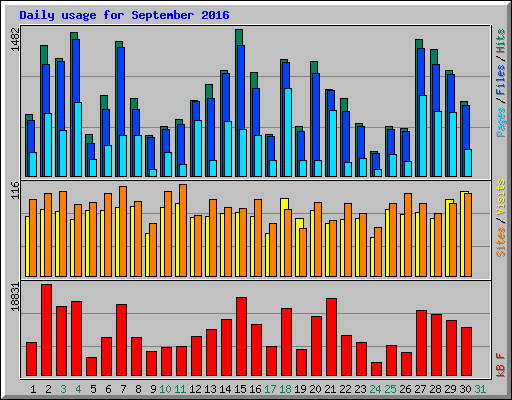 Daily usage for September 2016
1482
Pages / Files / Hits
116
Sites / Visits
18831
kB F
1 2 3 4 5 6 7 8 9 10 11 12 13 14 15 16 17 18 19 20 21 22 23 24 25 26 27 28 29 30 31